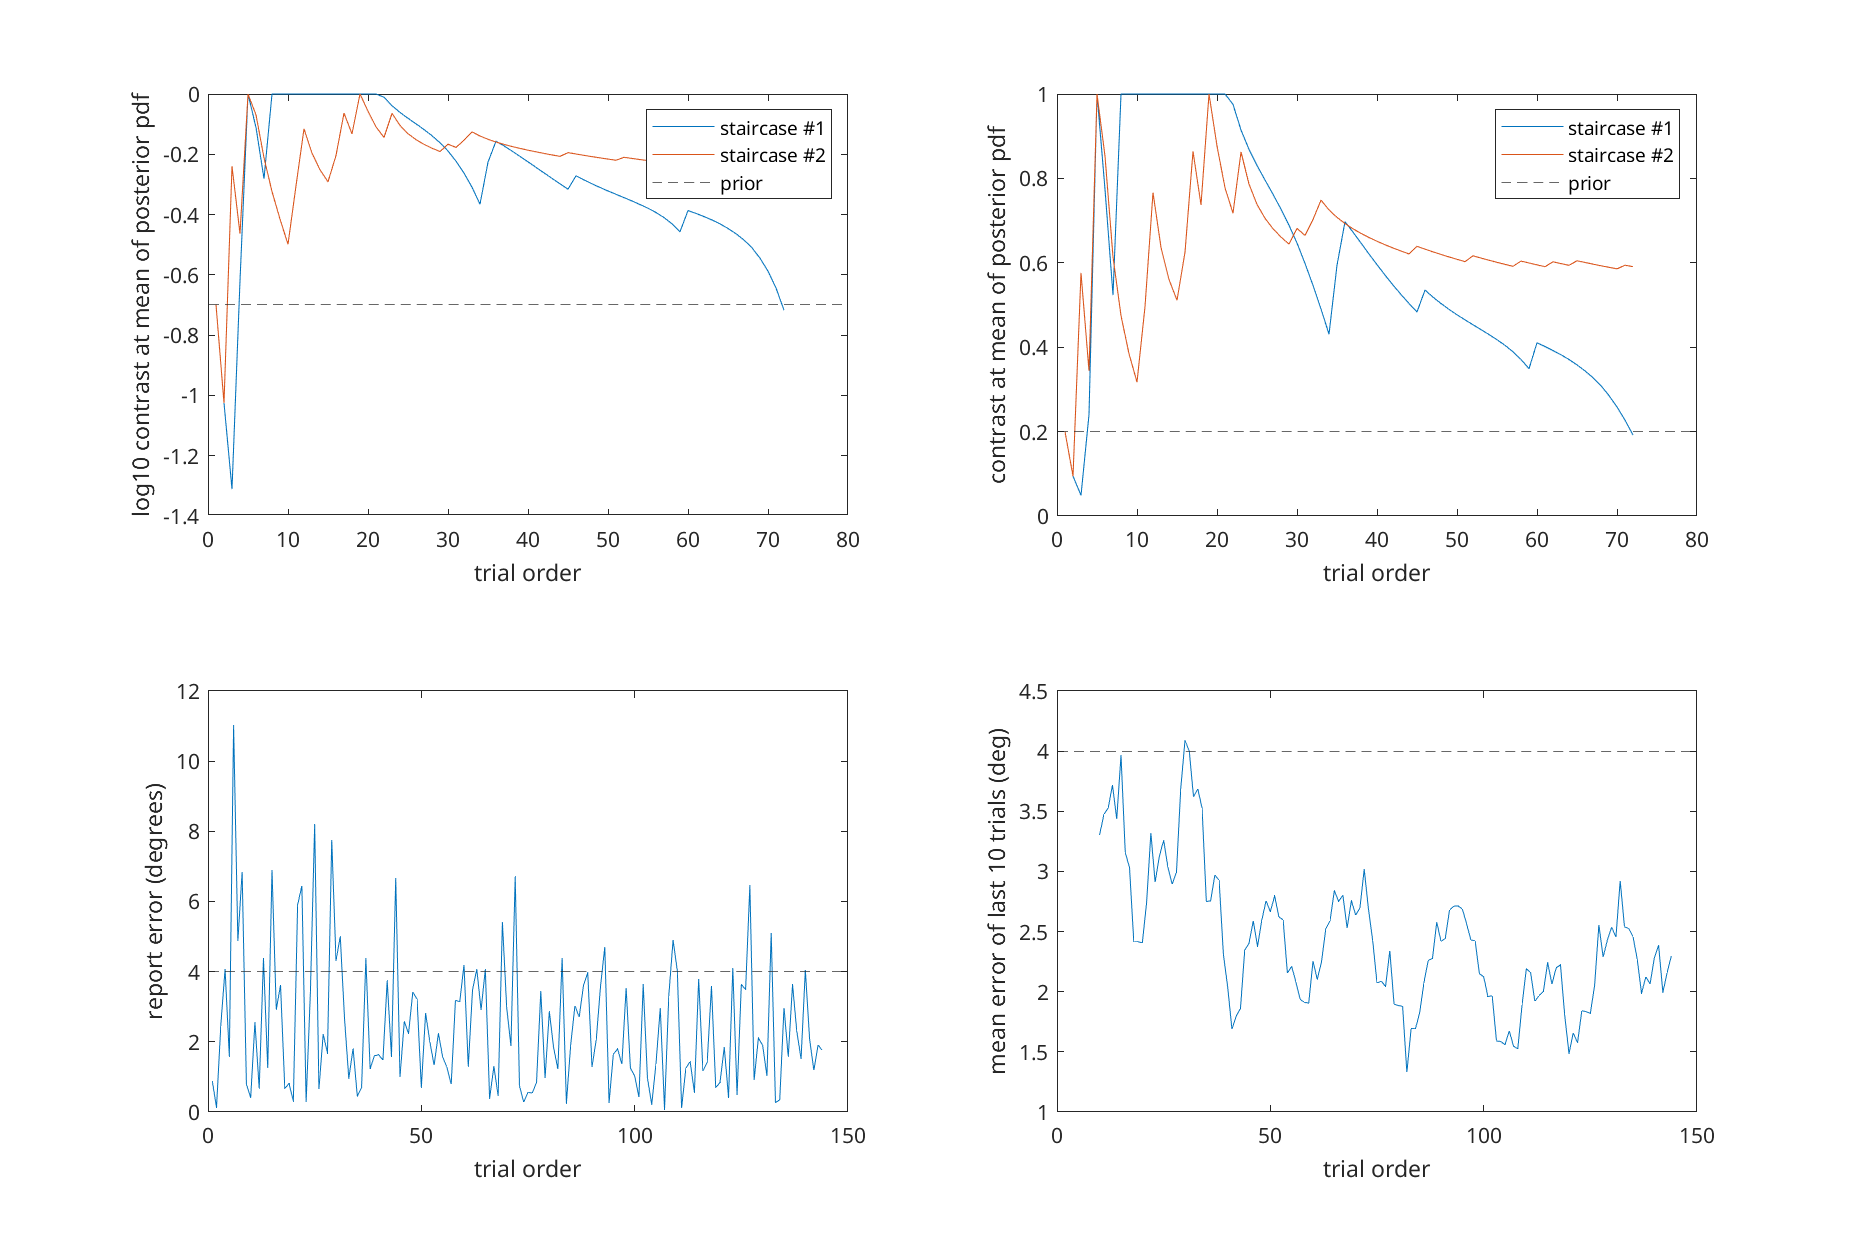 log10 contrast at mean of posterior pdf
0
-0.2
-0.4
-0.6
-0.8
-1
-1.2
-1.4
0 10 20 30 40 50 60 70 80
trial order
staircase #1
staircase #2
prior
contrast at mean of posterior pdf
1
0.8
0.6
0.4
0.2
0
0 10 20 30 40 50 60 70 80
trial order
staircase #1
staircase #2
prior
report error (degrees)
12
10
8
6
4
2
0
0 50 100 150
trial order
mean error of last 10 trials (deg)
4.5
4
3.5
3
2.5
2
1.5
1
0 50 100 150
trial order